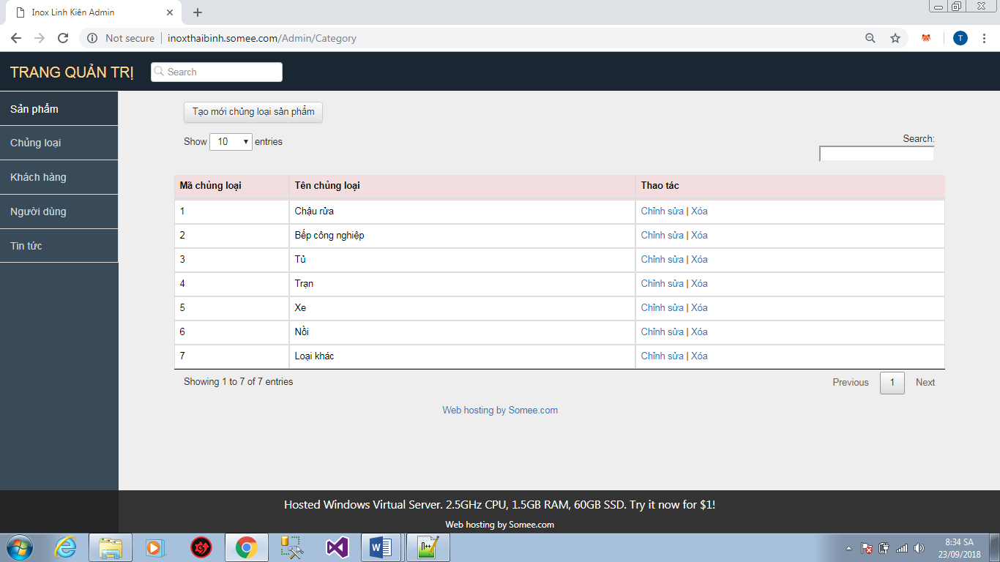 Inox Linh Kiên Admin
Not secure | inoxthaibinh.somee.com/Admin/Category
T
TRANG QUẢN TRỊ
Search
Sản phẩm
Chủng loại
Khách hàng
Người dùng
Tin tức
Tạo mới chủng loại sản phẩm
Show 10 entries
Search:
Mã chủng loại Tên chủng loại Thao tác
1 Chậu rửa Chỉnh sửa | Xóa
2 Bếp công nghiệp Chỉnh sửa | Xóa
3 Tủ Chỉnh sửa | Xóa
4 Trạn Chỉnh sửa | Xóa
5 Xe Chỉnh sửa | Xóa
6 Nồi Chỉnh sửa | Xóa
7 Loại khác Chỉnh sửa | Xóa
Showing 1 to 7 of 7 entries
Previous 1 Next
Web hosting by Somee.com
Hosted Windows Virtual Server. 2.5GHz CPU, 1.5GB RAM, 60GB SSD. Try it now for $1!
Web hosting by Somee.com
8:34 SA
23/09/2018